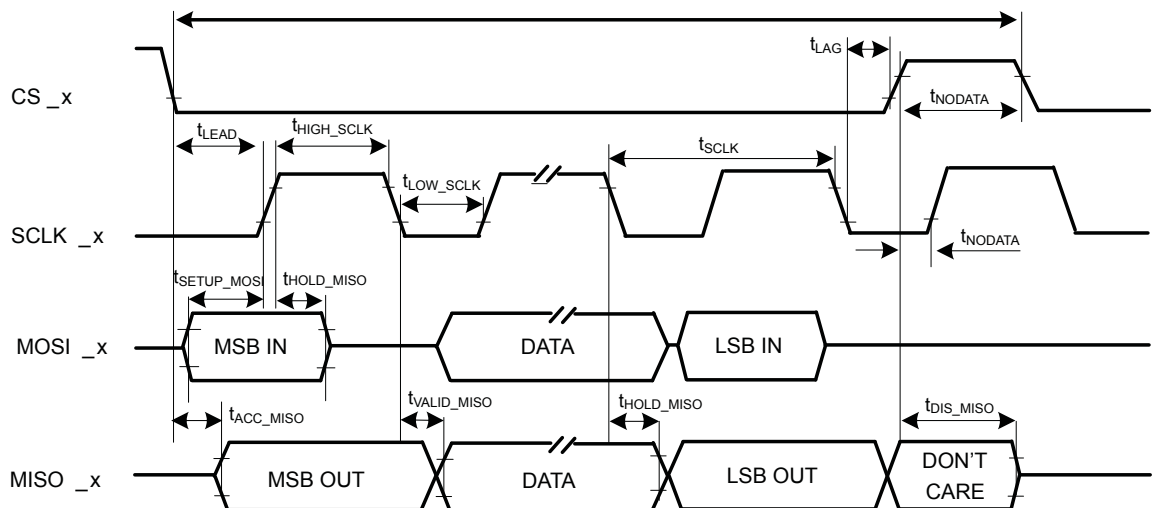 tLAG
CS _x
tNODATA
tLEAD
tHIGH_SCLK
tSCLK
tLOW_SCLK
SCLK _x
tNODATA
tSETUP_MOSI
tHOLD_MISO
MOSI _x
MSB IN
DATA
LSB IN
tACC_MISO
tVALID_MISO
tHOLD_MISO
tDIS_MISO
MISO _x
MSB OUT
DATA
LSB OUT
DON'T
CARE